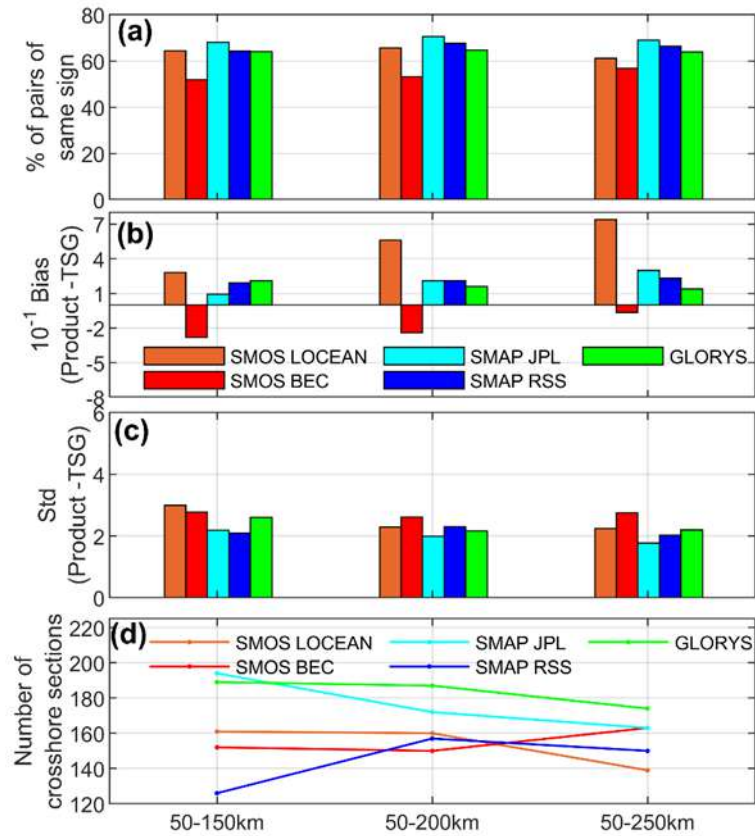 80
(a)
60
40
20
0
% of pairs of
same sign
7
(b)
4
1
-2
-5
-8
10-1 Bias
(Product -TSG)
SMOS LOCEAN SMAP JPL GLORYS
SMOS BEC SMAP RSS
6
(c)
4
2
0
Std
(Product -TSG)
220
(d)
200
180
160
140
120
Number of
crosshore sections
SMOS LOCEAN SMAP JPL GLORYS
SMOS BEC SMAP RSS
50-150km 50-200km 50-250km